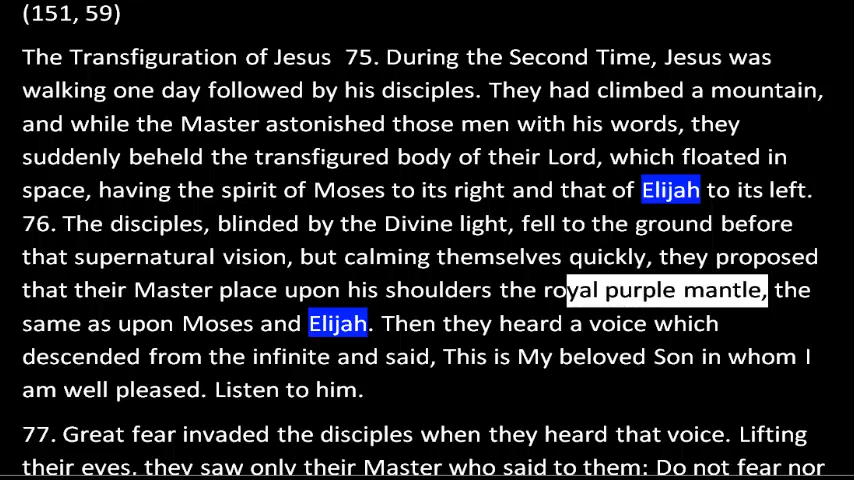 (151, 59)
The Transfiguration of Jesus  75. During the Second Time, Jesus was
walking one day followed by his disciples. They had climbed a mountain,
and while the Master astonished those men with his words, they
suddenly beheld the transfigured body of their Lord, which floated in
space, having the spirit of Moses to its right and that of Elijah to its left.
76. The disciples, blinded by the Divine light, fell to the ground before
that supernatural vision, but calming themselves quickly, they proposed
that their Master place upon his shoulders the royal purple mantle, the
same as upon Moses and Elijah. Then they heard a voice which
descended from the infinite and said, This is My beloved Son in whom I
am well pleased. Listen to him.
77. Great fear invaded the disciples when they heard that voice. Lifting
their eyes, they saw only their Master who said to them: Do not fear nor